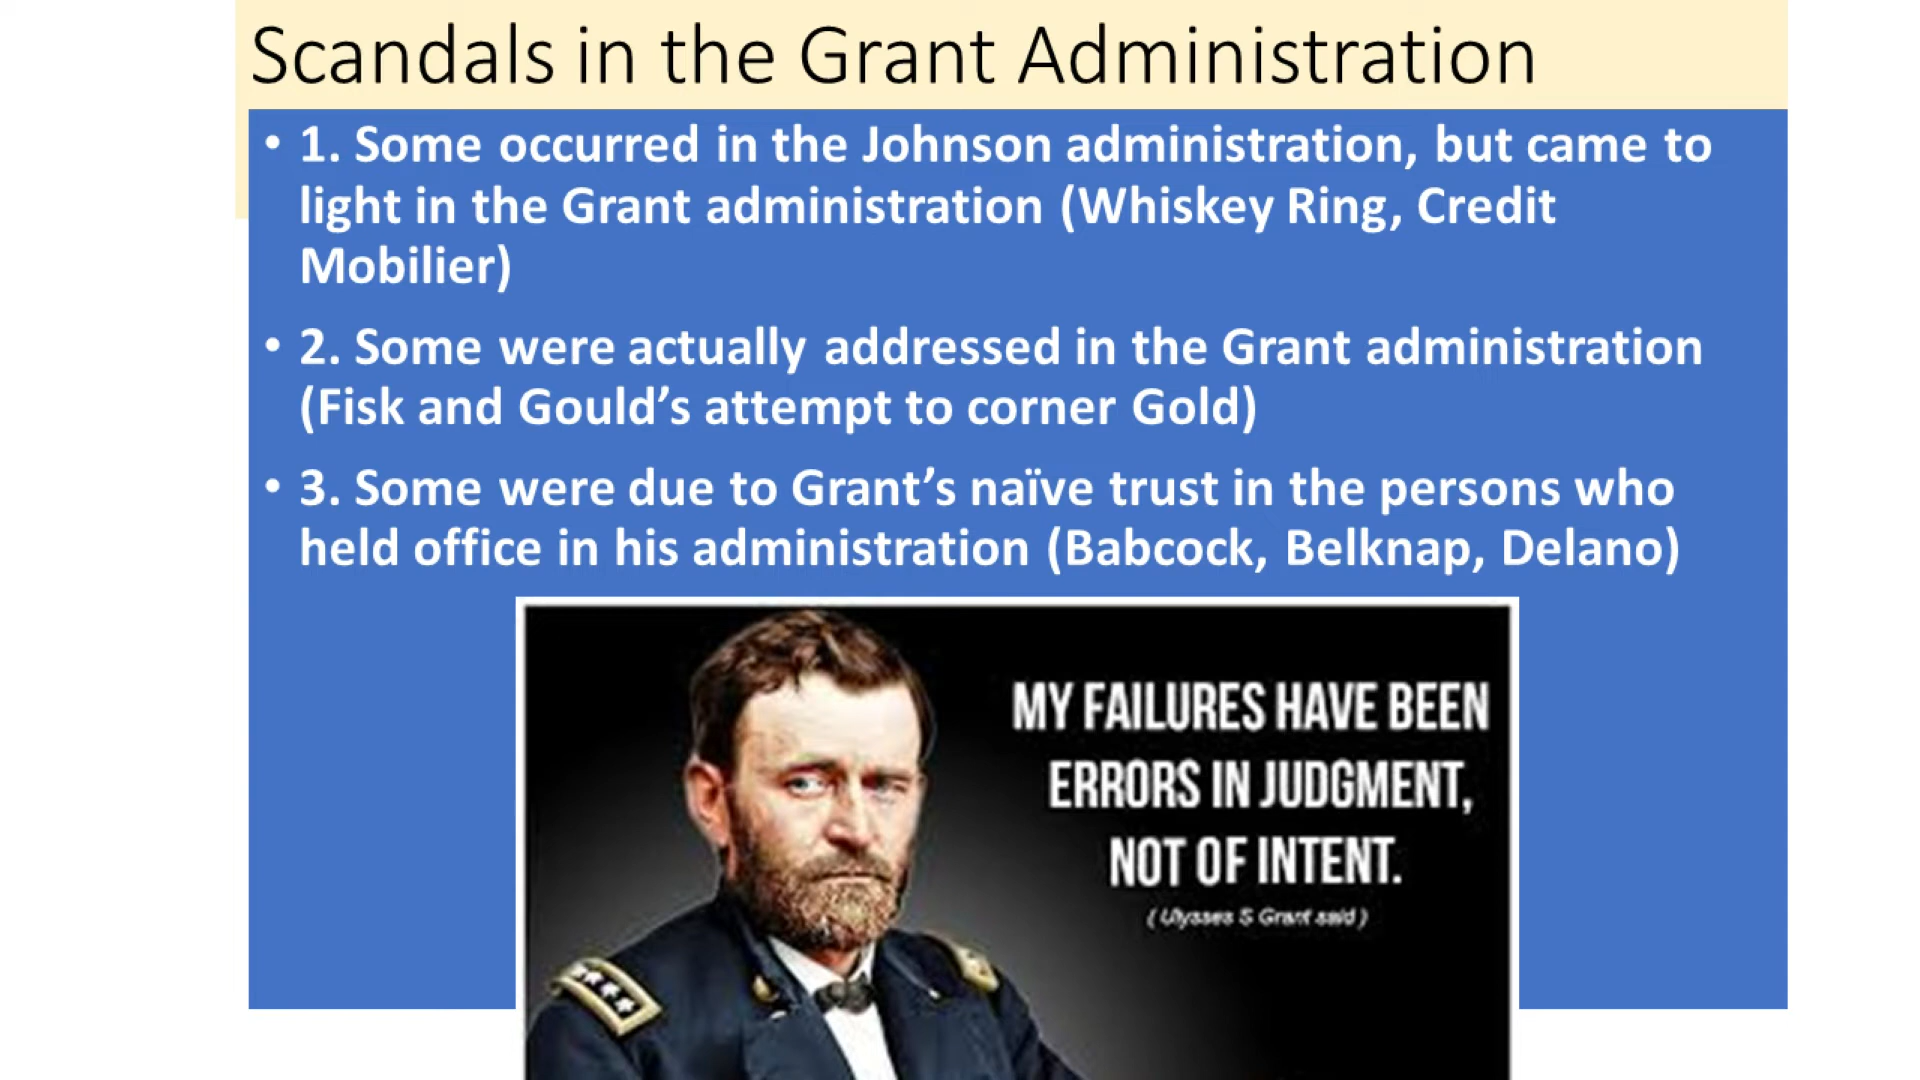 Scandals in the Grant Administration
• 1. Some occurred in the Johnson administration, but came to
light in the Grant administration (Whiskey Ring, Credit
Mobilier)
• 2. Some were actually addressed in the Grant administration
(Fisk and Gould’s attempt to corner Gold)
• 3. Some were due to Grant’s naïve trust in the persons who
held office in his administration (Babcock, Belknap, Delano)
MY FAILURES HAVE BEEN
ERRORS IN JUDGMENT,
NOT OF INTENT.
( Ulysses S Grant said )